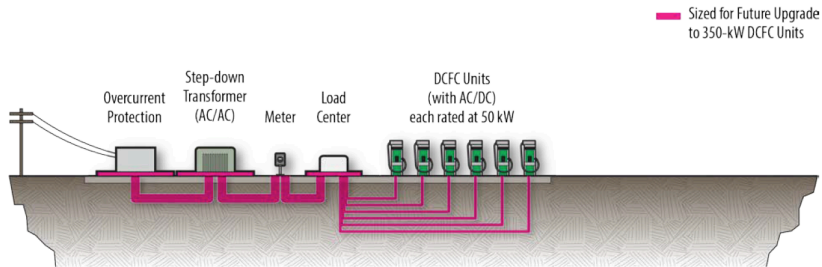 Sized for Future Upgrade
to 350-kW DCFC Units
Overcurrent
Protection
Step-down
Transformer
(AC/AC)
Meter
Load
Center
DCFC Units
(with AC/DC)
each rated at 50 kW